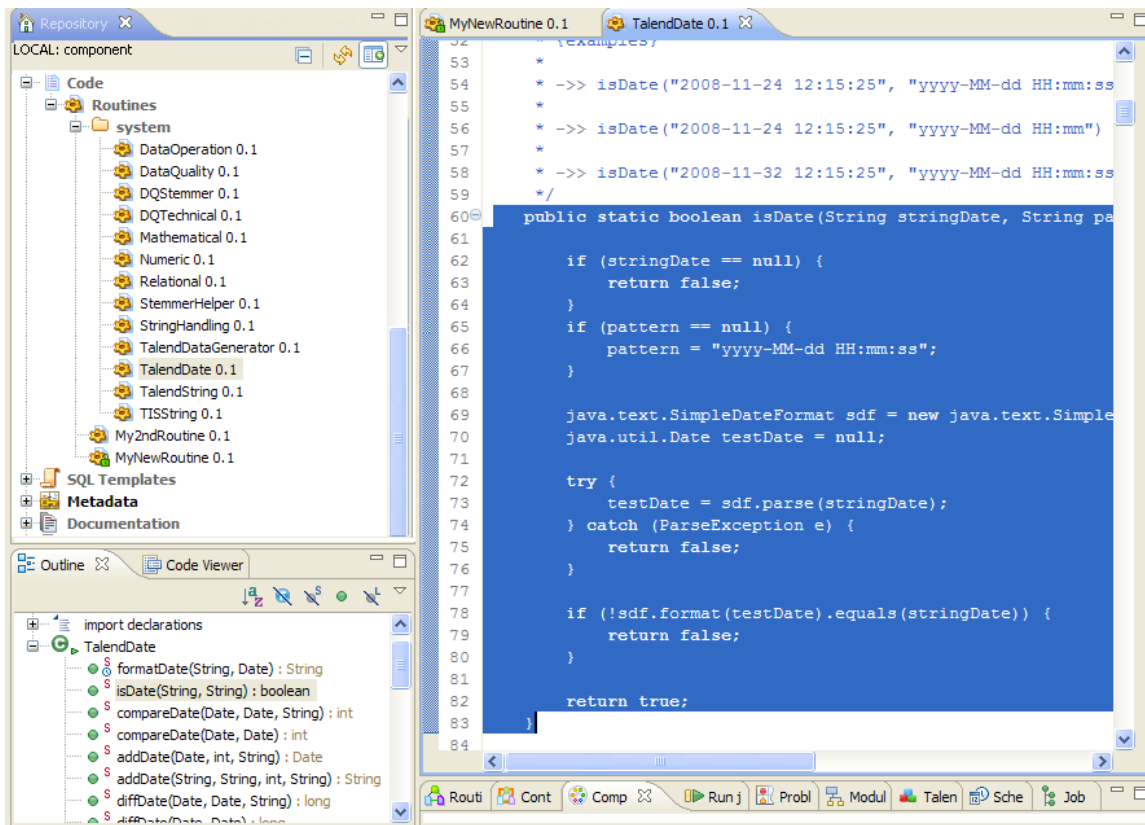 Repository
LOCAL: component
Code
Routines
system
DataOperation 0.1
DataQuality 0.1
DQStemmer 0.1
DQTechnical 0.1
Mathematical 0.1
Numeric 0.1
Relational 0.1
StemmerHelper 0.1
StringHandling 0.1
TalendDataGenerator 0.1
TalendDate 0.1
TalendString 0.1
TISString 0.1
My2ndRoutine 0.1
MyNewRoutine 0.1
SQL Templates
Metadata
Documentation
Outline Code Viewer
import declarations
TalendDate
formatDate(String, Date) : String
isDate(String, String) : boolean
compareDate(Date, Date, String) : int
compareDate(Date, Date) : int
addDate(Date, int, String) : Date
addDate(String, String, int, String) : String
diffDate(Date, Date, String) : long
diffDate(Date, Date) : long
MyNewRoutine 0.1 TalendDate 0.1
52 * {examples}
53 *
54 * ->> isDate("2008-11-24 12:15:25", "yyyy-MM-dd HH:mm:ss
55 *
56 * ->> isDate("2008-11-24 12:15:25", "yyyy-MM-dd HH:mm")
57 *
58 * ->> isDate("2008-11-32 12:15:25", "yyyy-MM-dd HH:mm:ss
59 */
60 public static boolean isDate(String stringDate, String pa
61
62 if (stringDate == null) {
63 return false;
64 }
65 if (pattern == null) {
66 pattern = "yyyy-MM-dd HH:mm:ss";
67 }
68
69 java.text.SimpleDateFormat sdf = new java.text.Simple
70 java.util.Date testDate = null;
71
72 try {
73 testDate = sdf.parse(stringDate);
74 } catch (ParseException e) {
75 return false;
76 }
77
78 if (!sdf.format(testDate).equals(stringDate)) {
79 return false;
80 }
81
82 return true;
83 }
84
Routi Cont Comp Run j Probl Modul Talen Sche Job